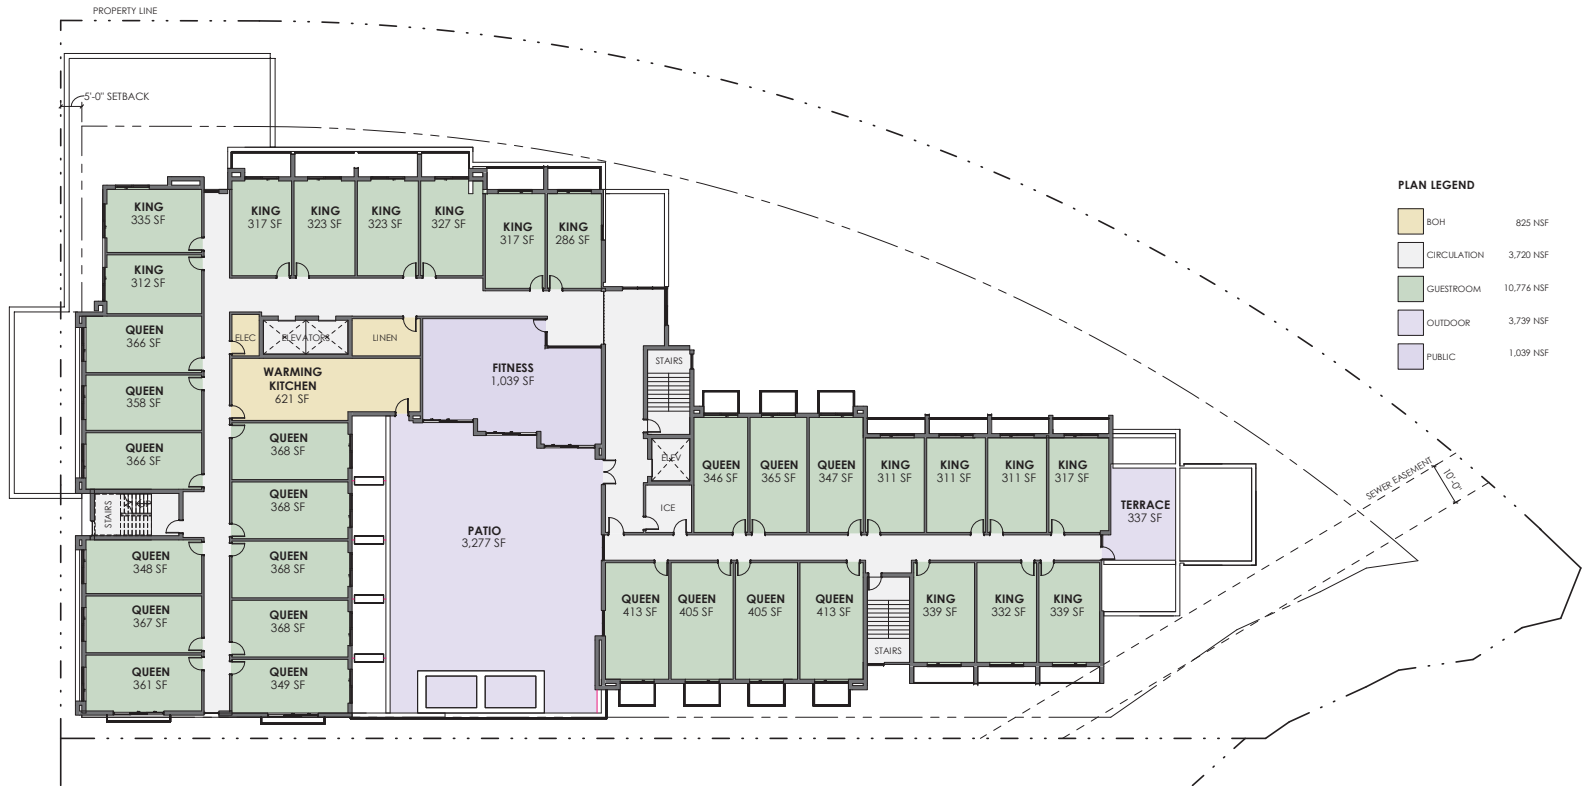 PROPERTY LINE
5'-0" SETBACK
KING
335 SF
KING
317 SF
KING
323 SF
KING
323 SF
KING
327 SF
KING
317 SF
KING
286 SF
KING
312 SF
QUEEN
366 SF
QUEEN
358 SF
QUEEN
366 SF
STAIRS
QUEEN
348 SF
QUEEN
367 SF
QUEEN
361 SF
ELEC
ELEVATORS
LINEN
WARMING
KITCHEN
621 SF
FITNESS
1,039 SF
QUEEN
368 SF
QUEEN
368 SF
QUEEN
368 SF
QUEEN
368 SF
QUEEN
349 SF
PATIO
3,277 SF
STAIRS
ELEV
ICE
QUEEN
346 SF
QUEEN
365 SF
QUEEN
347 SF
KING
311 SF
KING
311 SF
KING
311 SF
KING
317 SF
TERRACE
337 SF
QUEEN
413 SF
QUEEN
405 SF
QUEEN
405 SF
QUEEN
413 SF
STAIRS
KING
339 SF
KING
332 SF
KING
339 SF
SEWER EASEMENT
10'-0"
PLAN LEGEND
BOH 825 NSF
CIRCULATION 3,720 NSF
GUESTROOM 10,776 NSF
OUTDOOR 3,739 NSF
PUBLIC 1,039 NSF